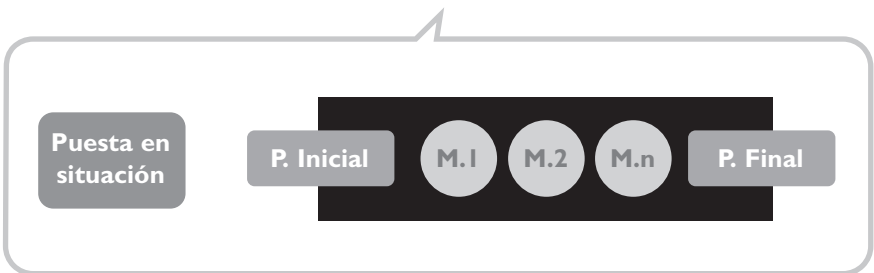 Puesta en
situación
P. Inicial
M.1
M.2
M.n
P. Final